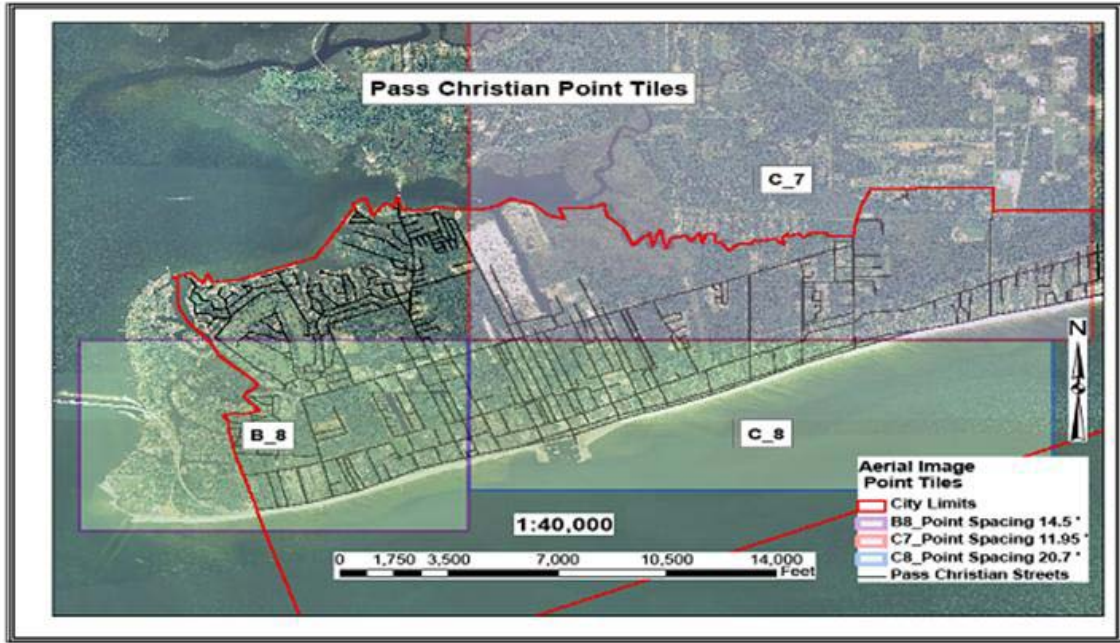 Pass Christian Point Tiles
C_7
B_8
C_8
N
1:40,000
0 1,750 3,500 7,000 10,500 14,000
Feet
Aerial Image
Point Tiles
City Limits
B8_Point Spacing 14.5 '
C7_Point Spacing 11.95 '
C8_Point Spacing 20.7 '
Pass Christian Streets